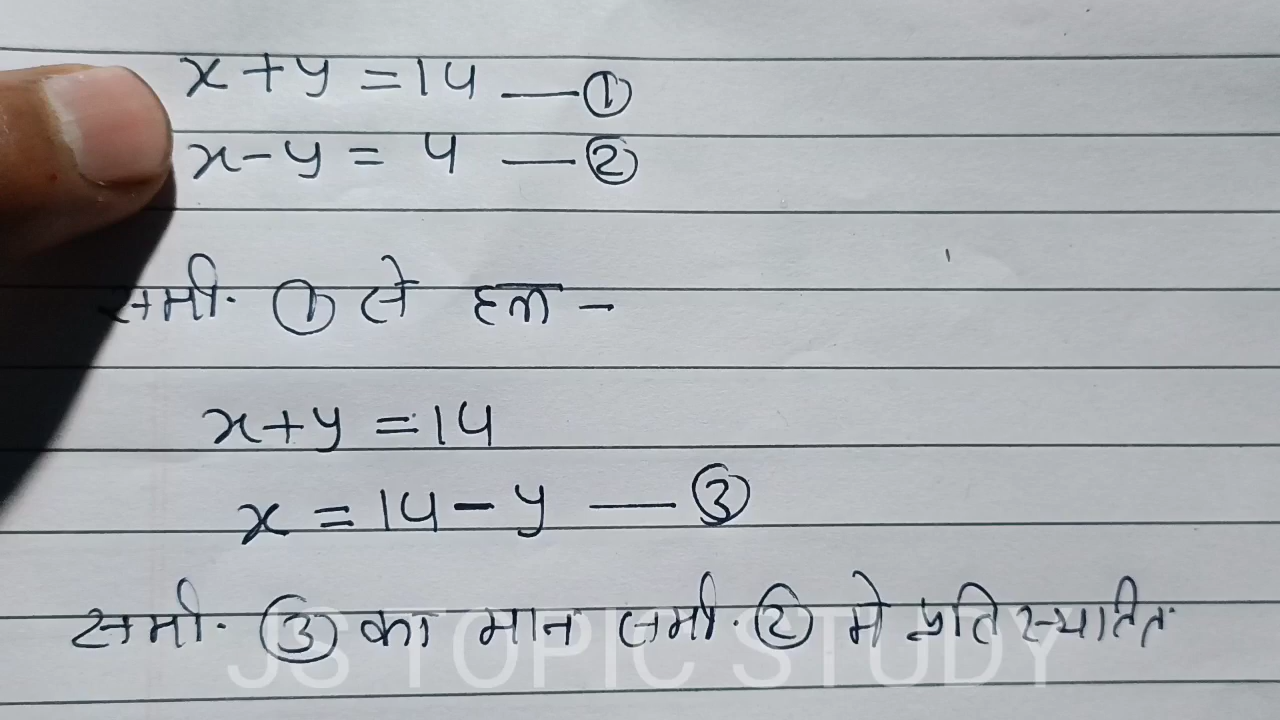 x + y = 14 — ①
x - y = 4 — ②
समी. ① से हल -
x + y = 14
x = 14 - y — ③
समी. ③ का मान समी. ② मे प्रतिस्थातित
JS TOPIC STUDY